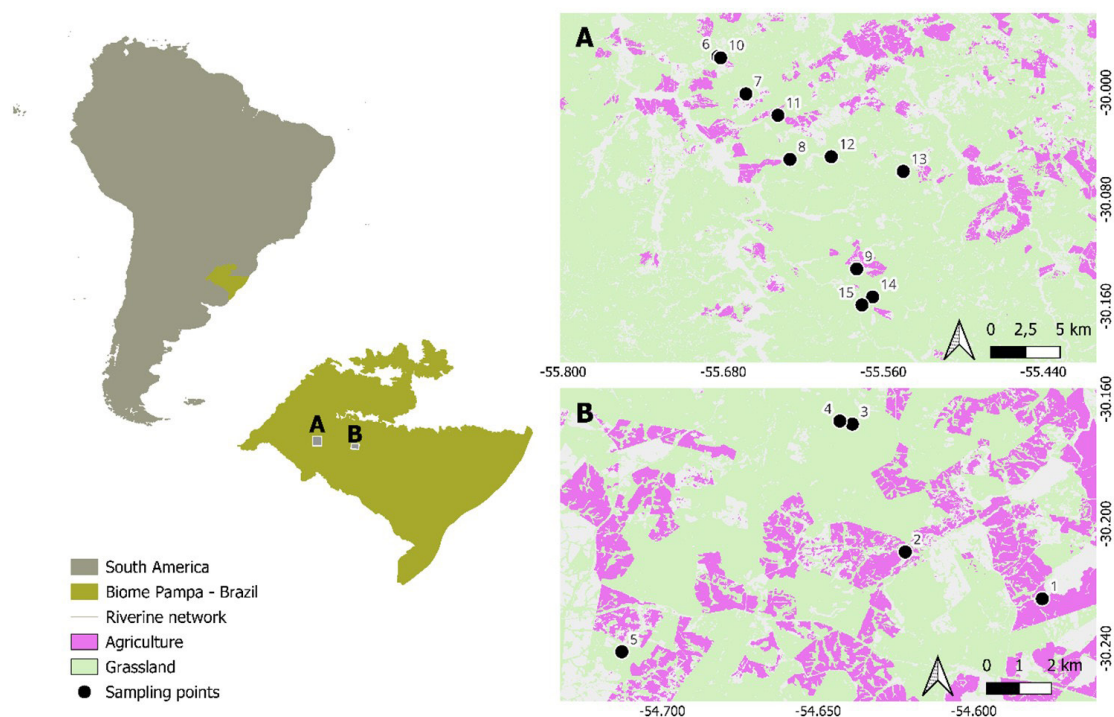 A
6
10
7
11
8
12
13
9
14
15
0 2,5 5 km
-30.000
-30.080
-30.160
-55.800
-55.680
-55.560
-55.440
A
B
B
4
3
2
1
5
0 1 2 km
-30.160
-30.200
-30.240
-54.700
-54.650
-54.600
South America
Biome Pampa - Brazil
Riverine network
Agriculture
Grassland
Sampling points